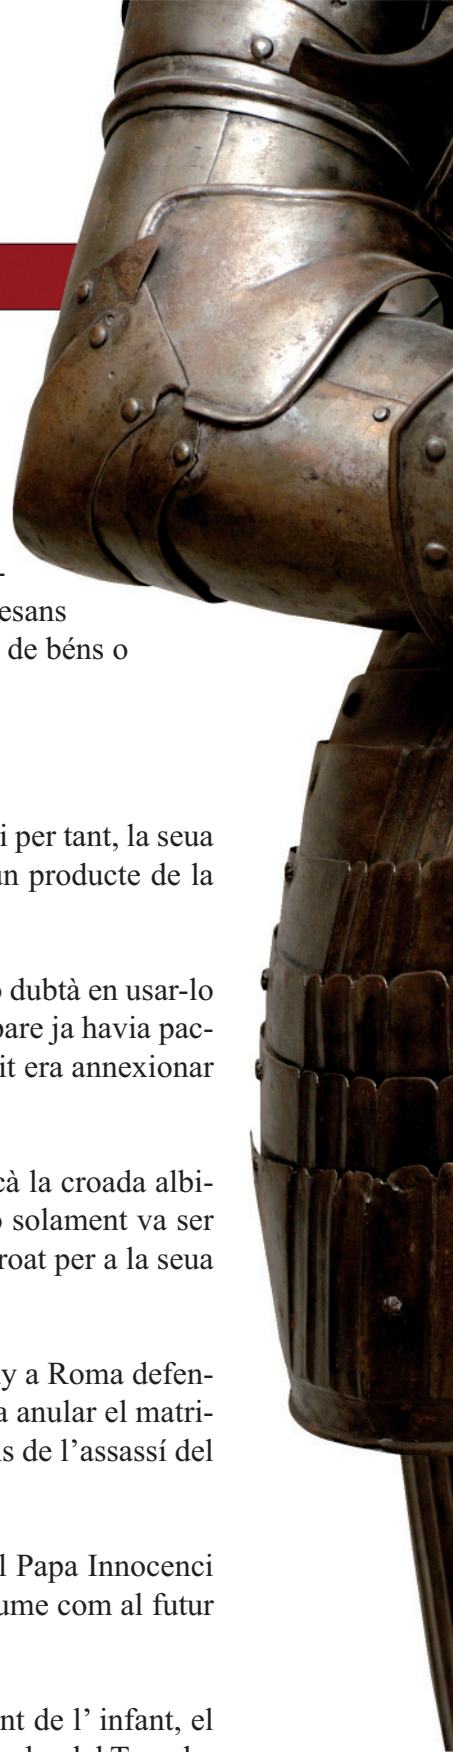 -
esans
de béns o
i per tant, la seua
un producte de la
dubtà en usar-lo
pare ja havia pac-
it era annexionar
cà la croada albi-
solament va ser
roat per a la seua
y a Roma defen-
a anular el matri-
s de l’assassí del
l Papa Innocenci
ume com al futur
nt de l’ infant, el